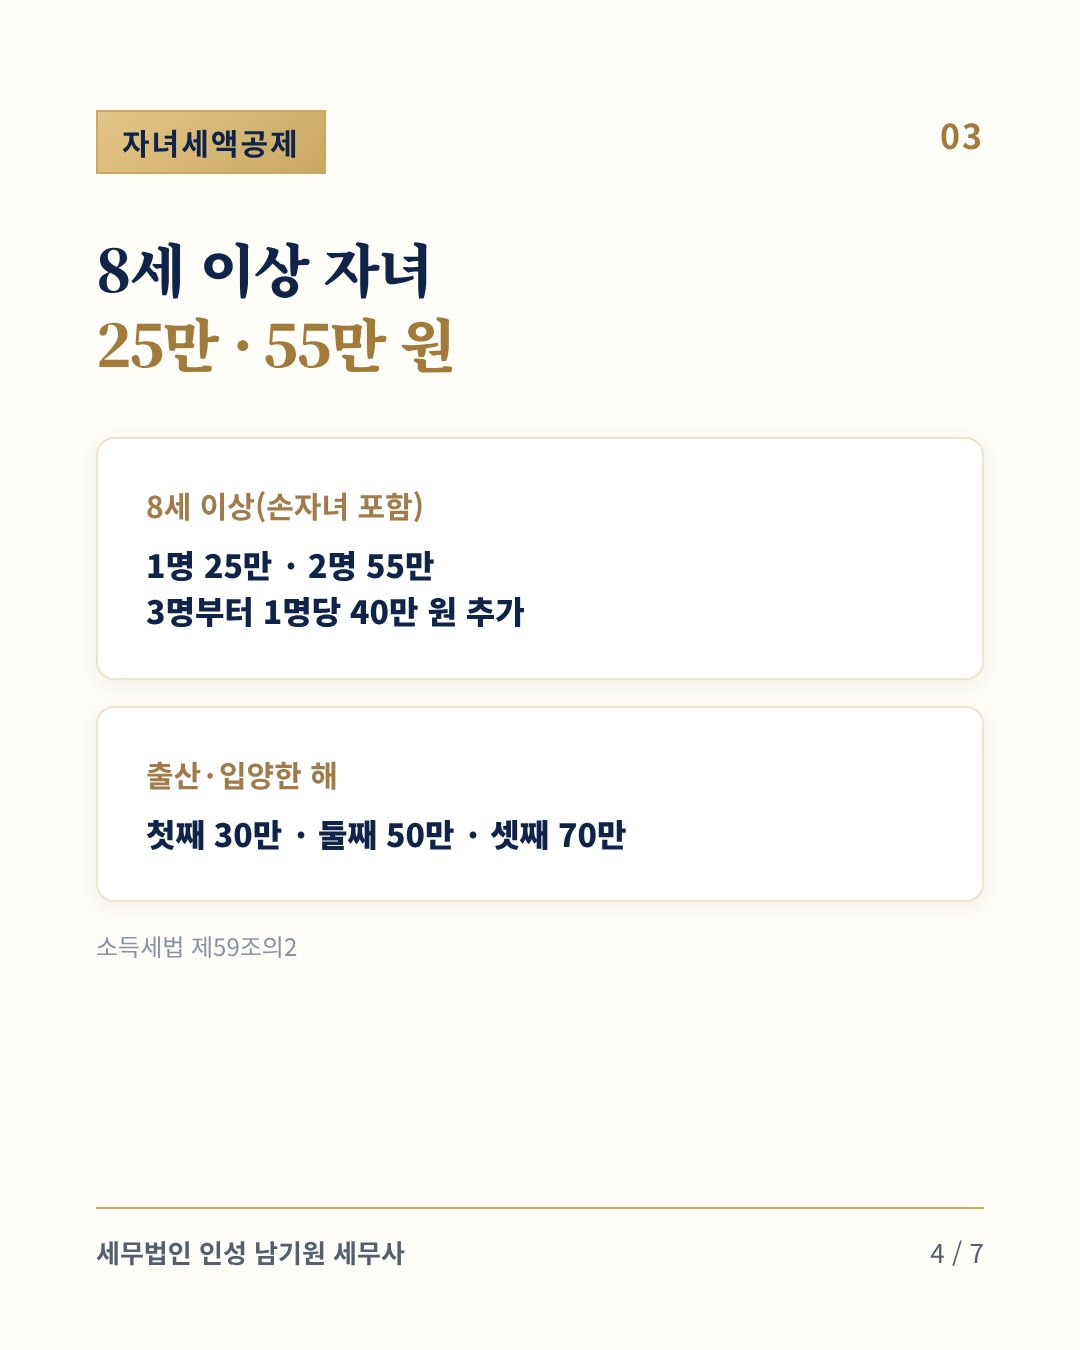 자녀세액공제
03
8세 이상 자녀
25만 · 55만 원
8세 이상(손자녀 포함)
1명 25만 · 2명 55만
3명부터 1명당 40만 원 추가
출산·입양한 해
첫째 30만 · 둘째 50만 · 셋째 70만
소득세법 제59조의2
세무법인 인성 남기원 세무사
4 / 7